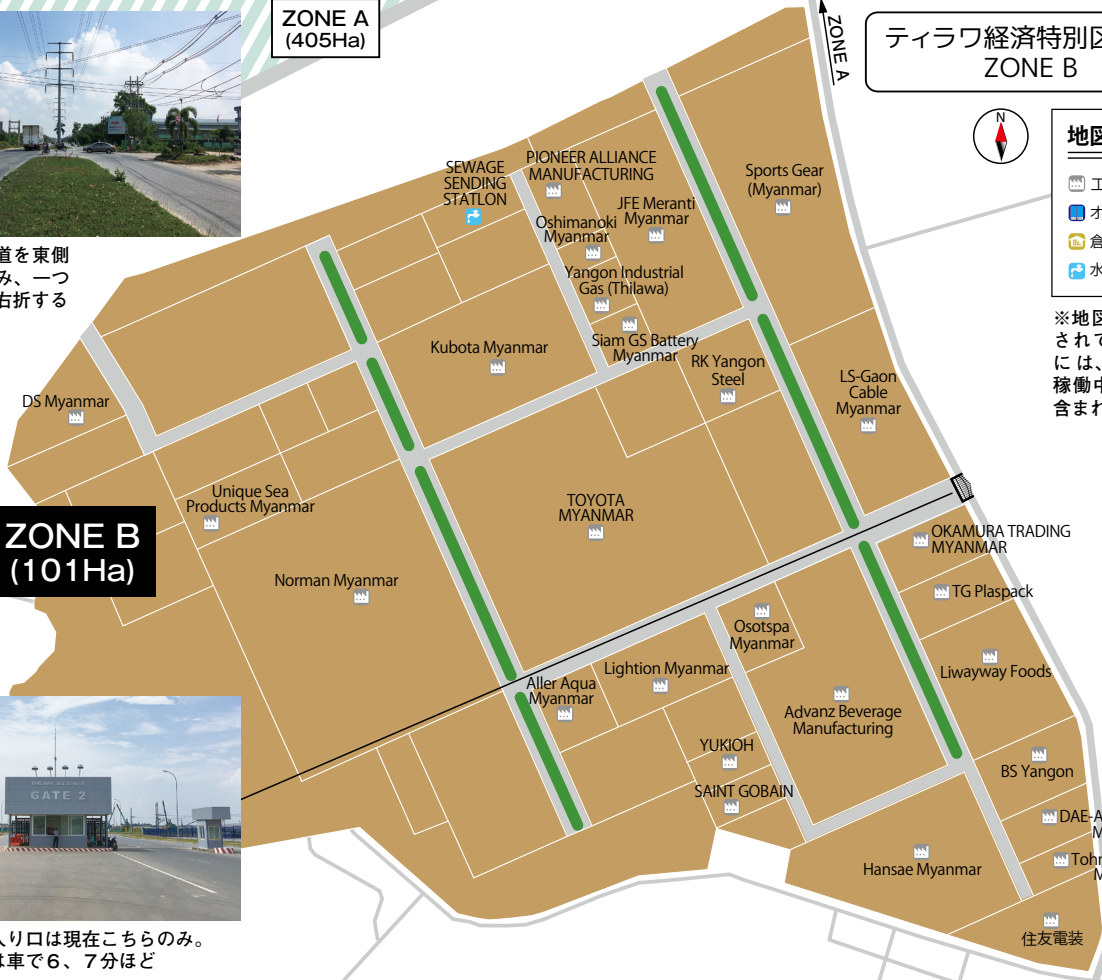 ZONE A
(405Ha)
ZONE A
ティラワ経済特別区
ZONE B
N
地図
工
オ
倉
水
道を東側
み、一つ
右折する
※地図
されて
には、
稼働中
含まれ
SEWAGE
SENDING
STATLON
PIONEER ALLIANCE
MANUFACTURING
Oshimanoki
Myanmar
JFE Meranti
Myanmar
Sports Gear
(Myanmar)
Yangon Industrial
Gas (Thilawa)
Siam GS Battery
Myanmar
Kubota Myanmar
RK Yangon
Steel
LS-Gaon
Cable
Myanmar
DS Myanmar
Unique Sea
Products Myanmar
TOYOTA
MYANMAR
ZONE B
(101Ha)
Norman Myanmar
OKAMURA TRADING
MYANMAR
TG Plaspack
Osotspa
Myanmar
Liwayway Foods
Lightion Myanmar
Aller Aqua
Myanmar
Advanz Beverage
Manufacturing
YUKIOH
SAINT GOBAIN
BS Yangon
DAE-A
M
Tohn
M
Hansae Myanmar
住友電装
GATE 2
入り口は現在こちらのみ。
は車で6、7分ほど